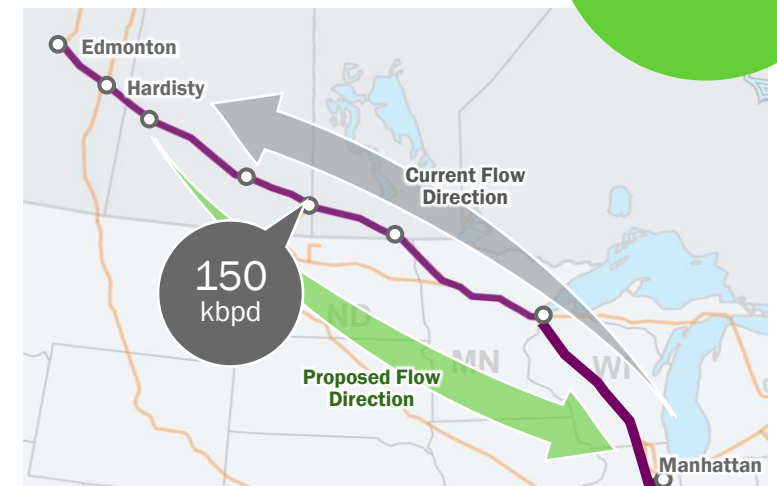 Edmonton
Hardisty
Current Flow
Direction
150
kbpd
ND
MN
WI
Proposed Flow
Direction
Manhattan